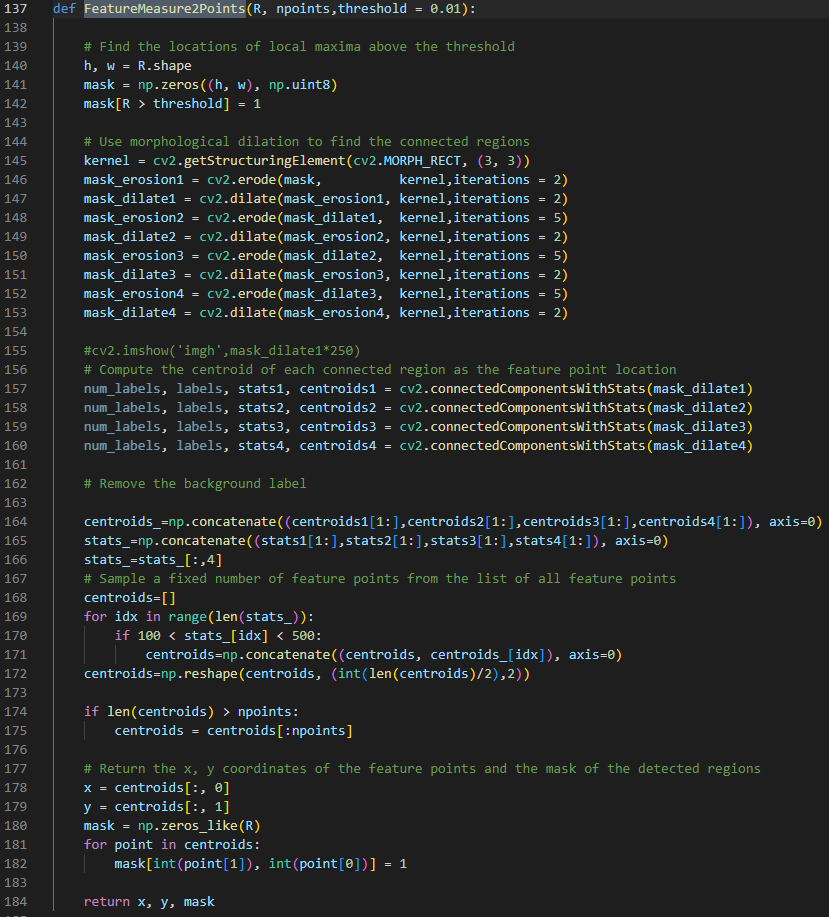 137 def FeatureMeasure2Points(R, npoints,threshold = 0.01):
138
139 # Find the locations of local maxima above the threshold
140 h, w = R.shape
141 mask = np.zeros((h, w), np.uint8)
142 mask[R > threshold] = 1
143
144 # Use morphological dilation to find the connected regions
145 kernel = cv2.getStructuringElement(cv2.MORPH_RECT, (3, 3))
146 mask_erosion1 = cv2.erode(mask,          kernel,iterations = 2)
147 mask_dilate1 = cv2.dilate(mask_erosion1, kernel,iterations = 2)
148 mask_erosion2 = cv2.erode(mask_dilate1,  kernel,iterations = 5)
149 mask_dilate2 = cv2.dilate(mask_erosion2, kernel,iterations = 2)
150 mask_erosion3 = cv2.erode(mask_dilate2,  kernel,iterations = 5)
151 mask_dilate3 = cv2.dilate(mask_erosion3, kernel,iterations = 2)
152 mask_erosion4 = cv2.erode(mask_dilate3,  kernel,iterations = 5)
153 mask_dilate4 = cv2.dilate(mask_erosion4, kernel,iterations = 2)
154
155 #cv2.imshow('imgh',mask_dilate1*250)
156 # Compute the centroid of each connected region as the feature point location
157 num_labels, labels, stats1, centroids1 = cv2.connectedComponentsWithStats(mask_dilate1)
158 num_labels, labels, stats2, centroids2 = cv2.connectedComponentsWithStats(mask_dilate2)
159 num_labels, labels, stats3, centroids3 = cv2.connectedComponentsWithStats(mask_dilate3)
160 num_labels, labels, stats4, centroids4 = cv2.connectedComponentsWithStats(mask_dilate4)
161
162 # Remove the background label
163
164 centroids_=np.concatenate((centroids1[1:],centroids2[1:],centroids3[1:],centroids4[1:]), axis=0)
165 stats_=np.concatenate((stats1[1:],stats2[1:],stats3[1:],stats4[1:]), axis=0)
166 stats_=stats_[:,4]
167 # Sample a fixed number of feature points from the list of all feature points
168 centroids=[]
169 for idx in range(len(stats_)):
170 if 100 < stats_[idx] < 500:
171 centroids=np.concatenate((centroids, centroids_[idx]), axis=0)
172 centroids=np.reshape(centroids, (int(len(centroids)/2),2))
173
174 if len(centroids) > npoints:
175 centroids = centroids[:npoints]
176
177 # Return the x, y coordinates of the feature points and the mask of the detected regions
178 x = centroids[:, 0]
179 y = centroids[:, 1]
180 mask = np.zeros_like(R)
181 for point in centroids:
182 mask[int(point[1]), int(point[0])] = 1
183
184 return x, y, mask